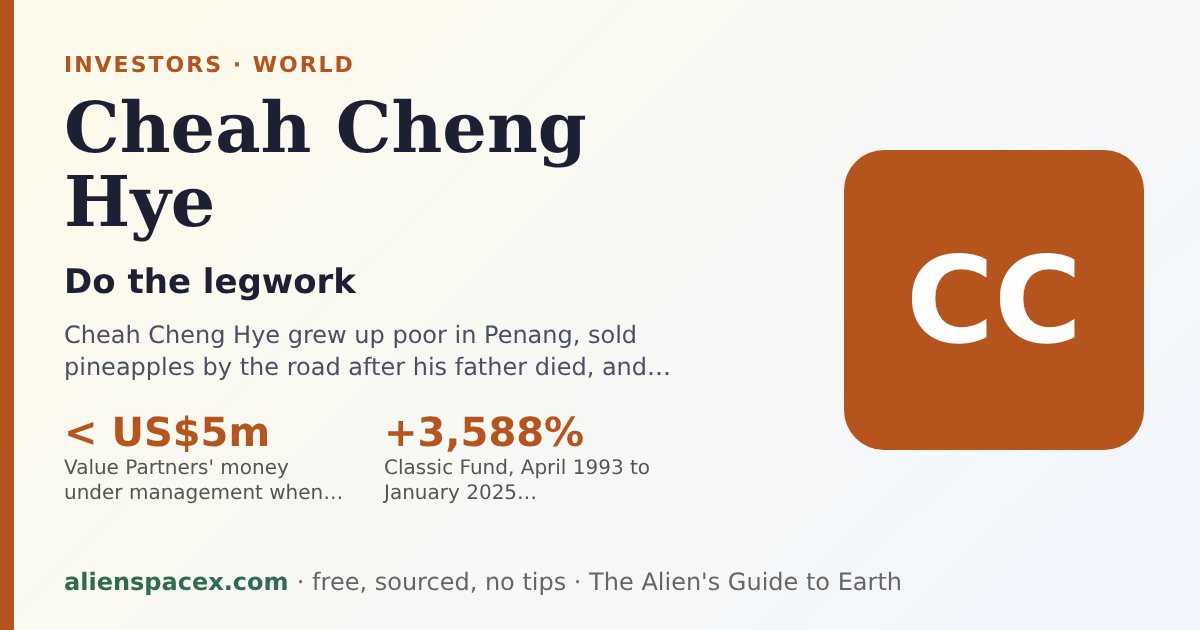 INVESTORS · WORLD
Cheah Cheng
Hye
Do the legwork
Cheah Cheng Hye grew up poor in Penang, sold
pineapples by the road after his father died, and…
< US$5m
Value Partners' money
under management when…
+3,588%
Classic Fund, April 1993 to
January 2025…
CC
alienspacex.com · free, sourced, no tips · The Alien's Guide to Earth